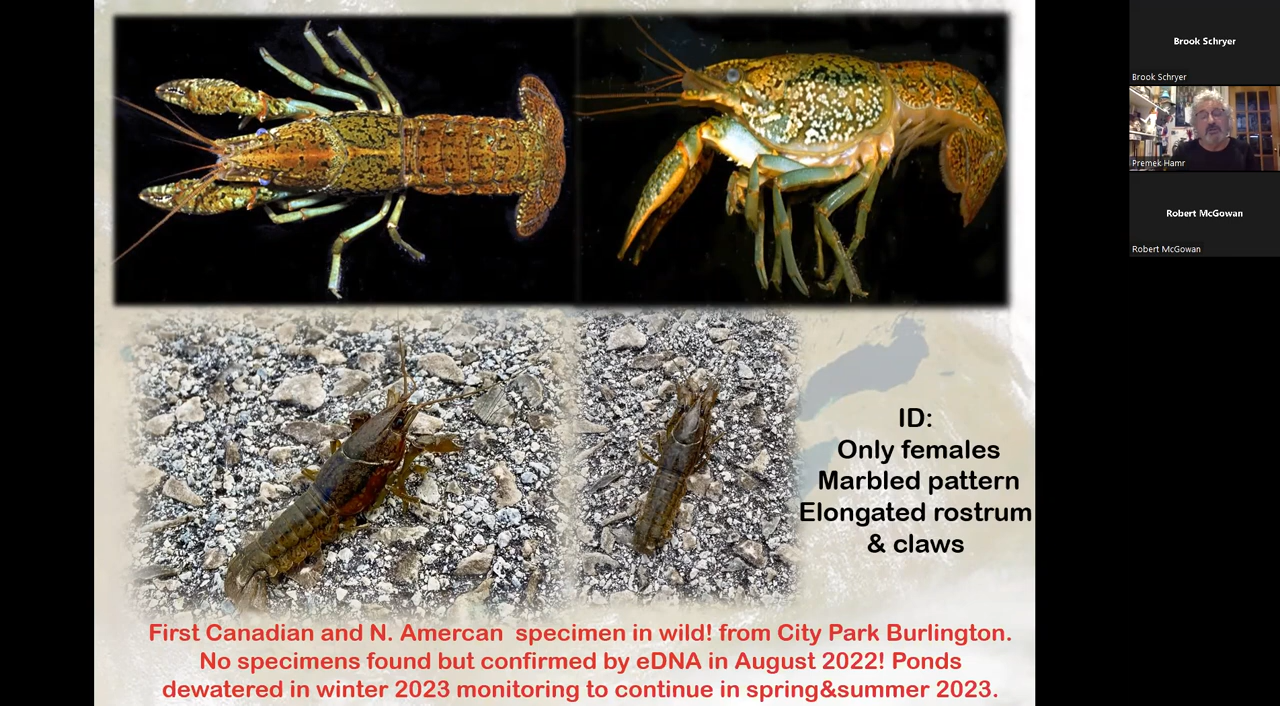 ID:
Only females
Marbled pattern
Elongated rostrum
& claws
First Canadian and N. Amercan specimen in wild! from City Park Burlington.
No specimens found but confirmed by eDNA in August 2022! Ponds
dewatered in winter 2023 monitoring to continue in spring&summer 2023.
Brook Schryer
Brook Schryer
Premek Hamr
Robert McGowan
Robert McGowan